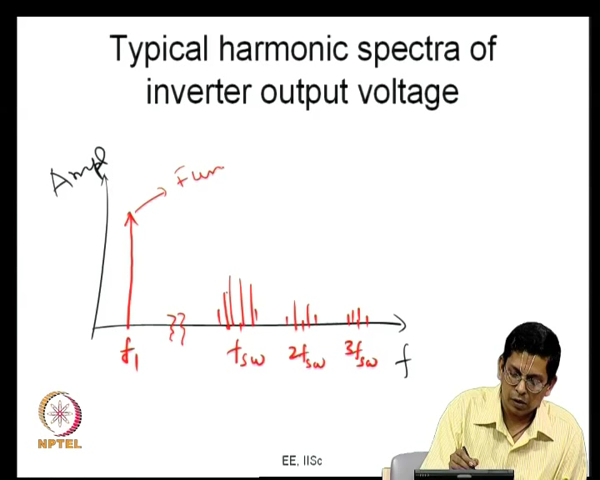 Typical harmonic spectra of
inverter output voltage
Ampl
Fun
f1
fsw
2fsw
3fsw
f
NPTEL
EE, IISc